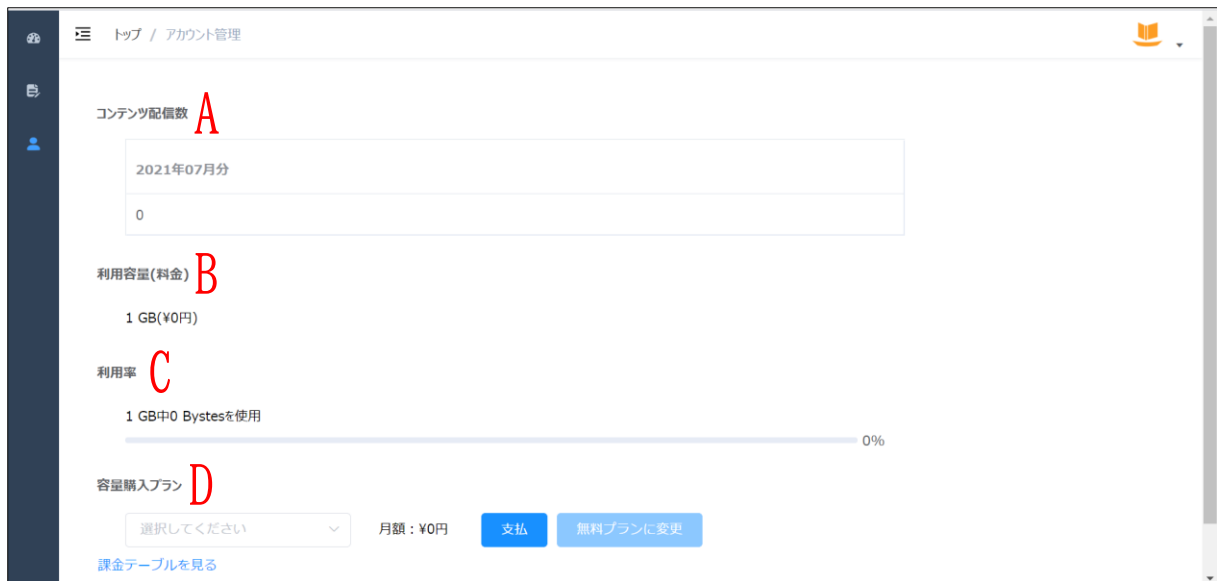 トップ / アカウント管理
コンテンツ配信数 A
2021年07月分
0
利用容量(料金) B
1 GB(¥0円)
利用率 C
1 GB中0 Bystesを使用
0%
容量購入プラン D
選択してください 月額：¥0円 支払 無料プランに変更
課金テーブルを見る